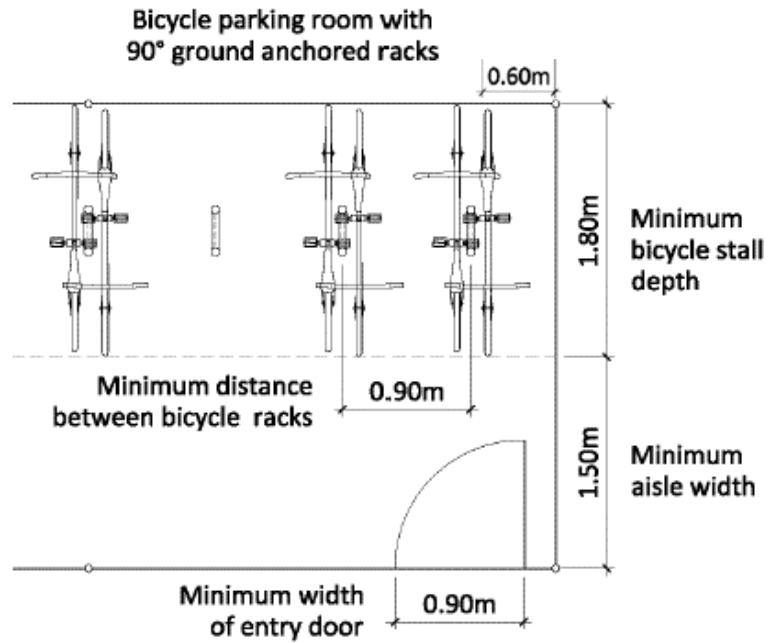 Bicycle parking room with
90° ground anchored racks
0.60m
1.80m
Minimum
bicycle stall
depth
Minimum distance
between bicycle racks
0.90m
1.50m
Minimum
aisle width
Minimum width
of entry door
0.90m